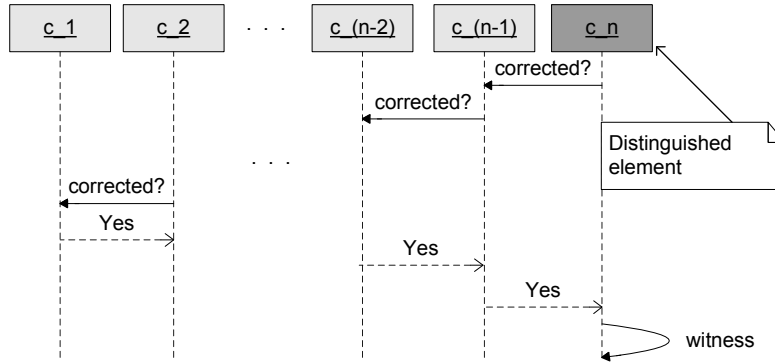 c_1 c_2 . . . c_(n-2) c_(n-1) c_n
corrected?
corrected?
Distinguished
element
. . .
corrected?
Yes
Yes
Yes
witness